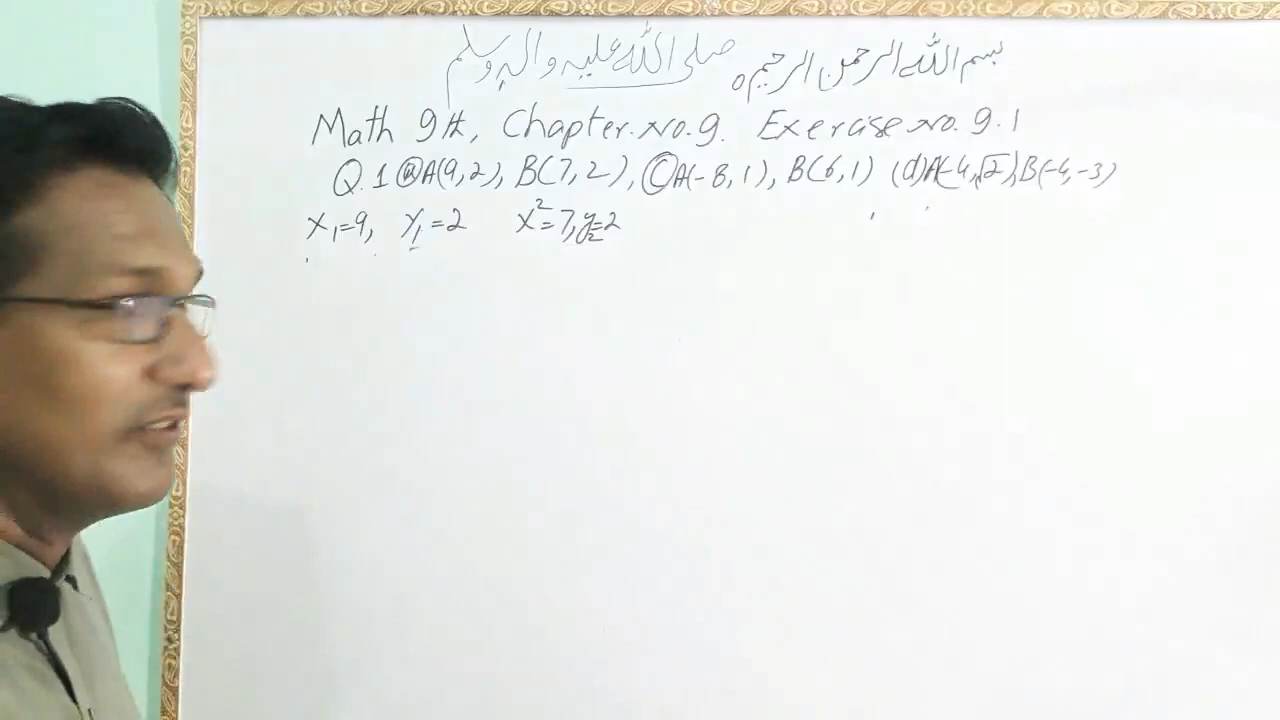 بسم اللہ الرحمن الرحیم ہ صلی اللہ علیہ والہ وسلم
Math 9th, Chapter.No.9. Exercise No.9.1
Q.1 ⓐA(9,2), B(7,2), ⒸA(-8,1), B(6,1) (d)A(-4,√2),B(-4,-3)
x₁=9, y₁=2 x²=7,y₂=2